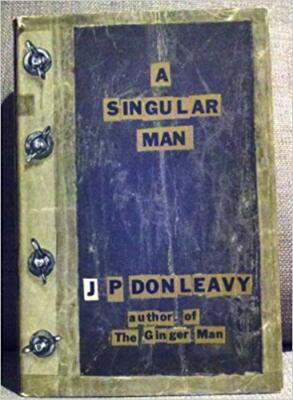 A
SINGULAR
MAN
J P DONLEAVY
author of
The Ginger Man